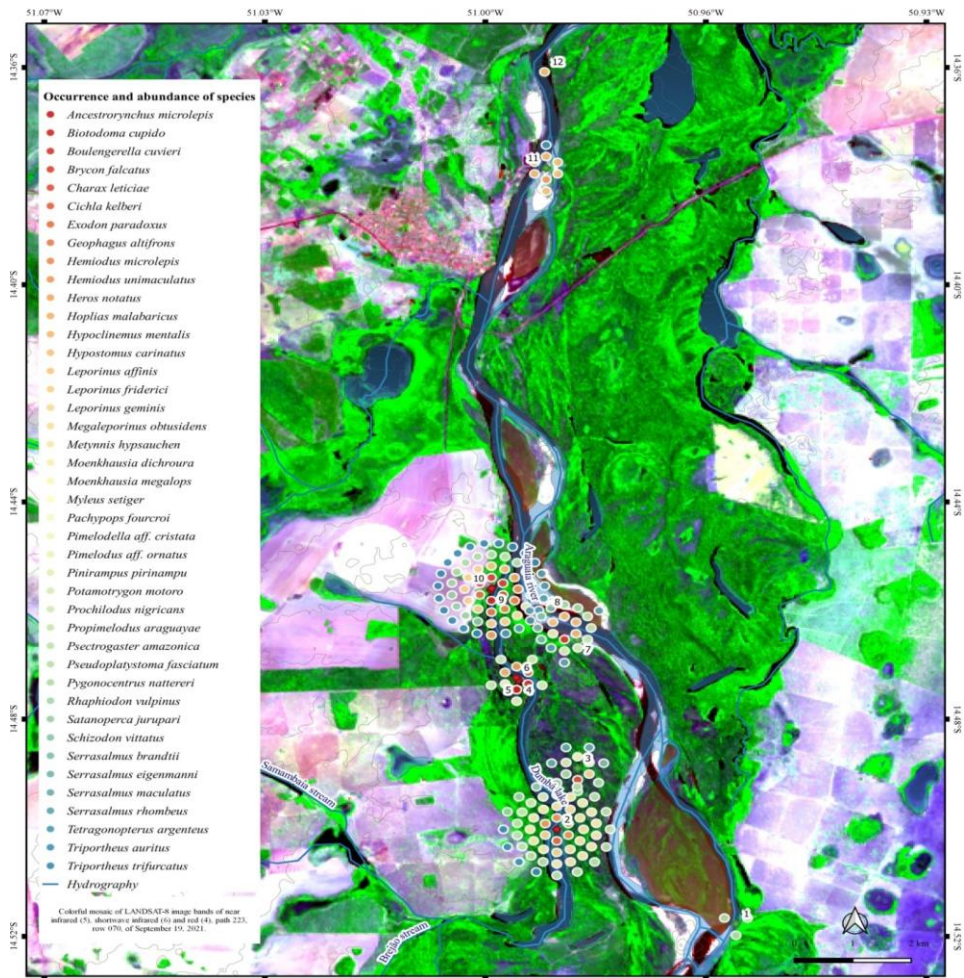 51.07°W 51.03°W 51.00°W 50.96°W 50.93°W
14.36°S 14.36°S
14.40°S 14.40°S
14.44°S 14.44°S
14.48°S 14.48°S
14.52°S 14.52°S
Occurrence and abundance of species
Ancestrorynchus microlepis
Biotodoma cupido
Boulengerella cuvieri
Brycon falcatus
Charax leticiae
Cichla kelberi
Exodon paradoxus
Geophagus altifrons
Hemiodus microlepis
Hemiodus unimaculatus
Heros notatus
Hoplias malabaricus
Hypoclinemus mentalis
Hypostomus carinatus
Leporinus affinis
Leporinus friderici
Leporinus geminis
Megaleporinus obtusidens
Metynnis hypsauchen
Moenkhausia dichroura
Moenkhausia megalops
Myleus setiger
Pachypops fourcroi
Pimelodella aff. cristata
Pimelodus aff. ornatus
Pinirampus pirinampu
Potamotrygon motoro
Prochilodus nigricans
Propimelodus araguayae
Psectrogaster amazonica
Pseudoplatystoma fasciatum
Pygonocentrus nattereri
Rhaphiodon vulpinus
Satanoperca jurupari
Schizodon vittatus
Serrasalmus brandtii
Serrasalmus eigenmanni
Serrasalmus maculatus
Serrasalmus rhombeus
Tetragonopterus argenteus
Triportheus auritus
Triportheus trifurcatus
Hydrography
Colorful mosaic of LANDSAT-8 image bands of near
infrared (5), shortwave infrared (6) and red (4), path 223,
row 070, of September 19, 2021.
12
11
Araguaia river
10
9
8
7
6
5 4
3
Dumbá lake
2
1
Samambaia stream
Brejão stream
0 1 2 km